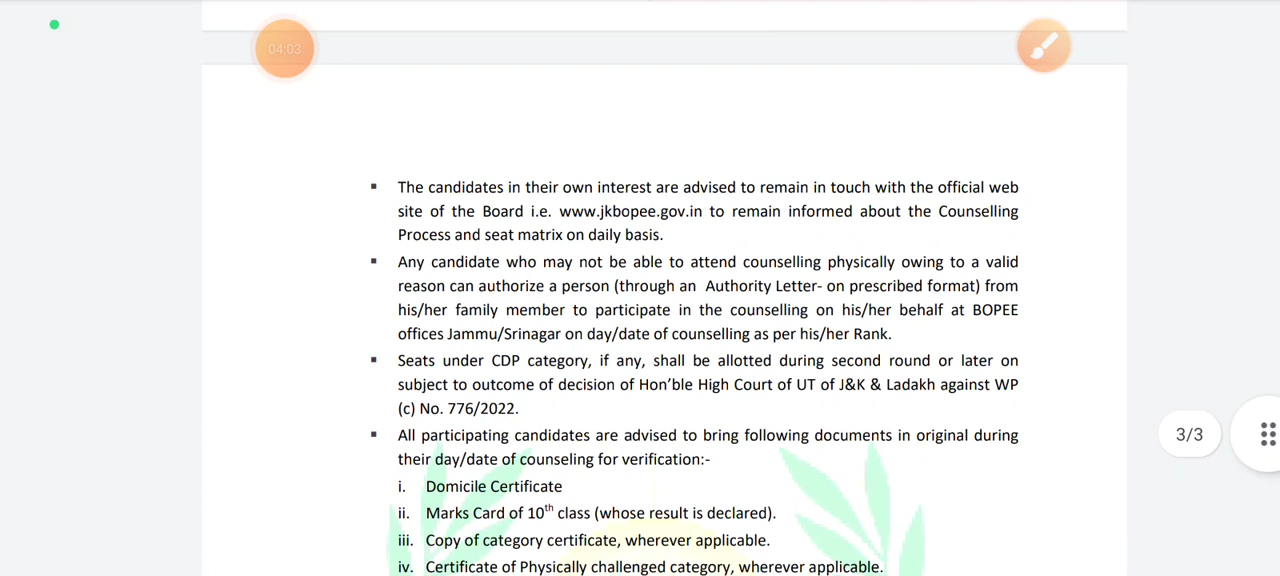 04:03
▪ The candidates in their own interest are advised to remain in touch with the official web
site of the Board i.e. www.jkbopee.gov.in to remain informed about the Counselling
Process and seat matrix on daily basis.
▪ Any candidate who may not be able to attend counselling physically owing to a valid
reason can authorize a person (through an Authority Letter- on prescribed format) from
his/her family member to participate in the counselling on his/her behalf at BOPEE
offices Jammu/Srinagar on day/date of counselling as per his/her Rank.
▪ Seats under CDP category, if any, shall be allotted during second round or later on
subject to outcome of decision of Hon'ble High Court of UT of J&K & Ladakh against WP
(c) No. 776/2022.
▪ All participating candidates are advised to bring following documents in original during
their day/date of counseling for verification:-
i. Domicile Certificate
ii. Marks Card of 10th class (whose result is declared).
iii. Copy of category certificate, wherever applicable.
iv. Certificate of Physically challenged category, wherever applicable.
3/3